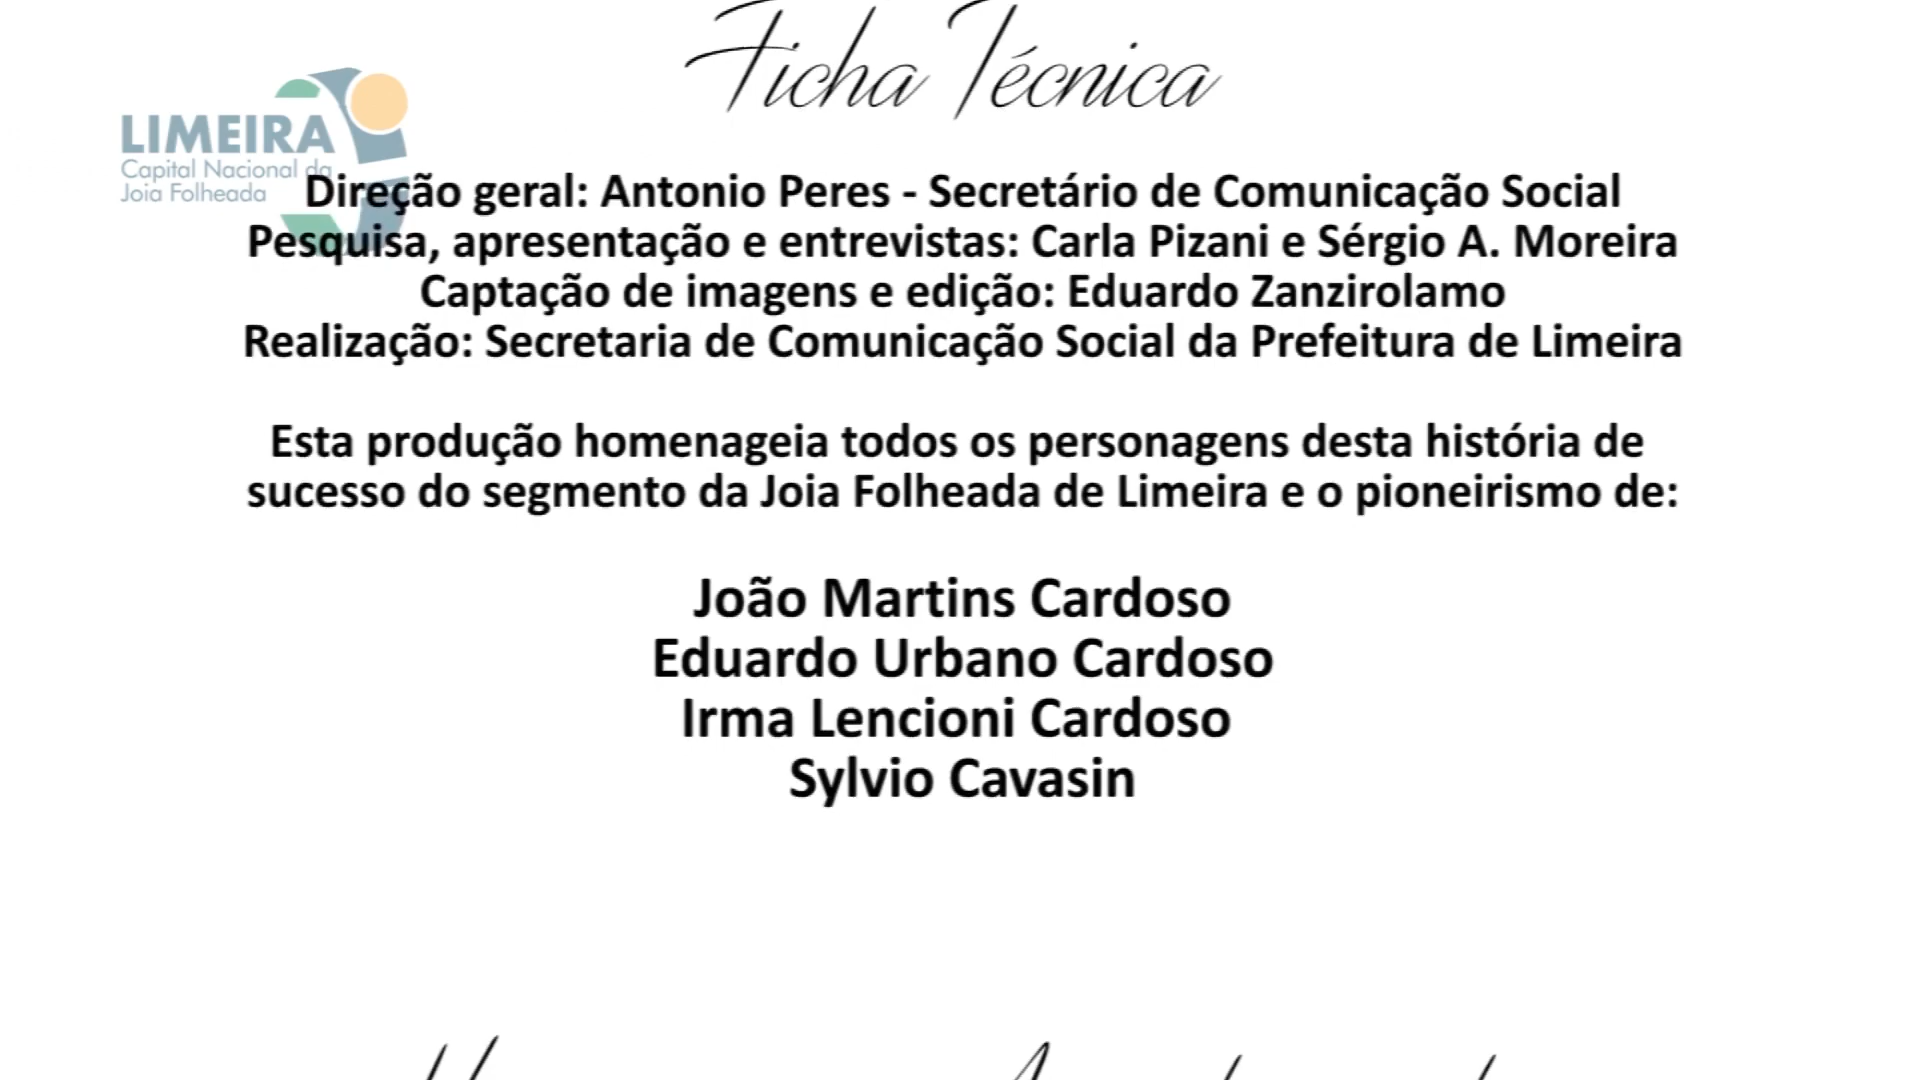 Ficha Técnica
LIMEIRA
Capital Nacional da
Joia Folheada
Direção geral: Antonio Peres - Secretário de Comunicação Social
Pesquisa, apresentação e entrevistas: Carla Pizani e Sérgio A. Moreira
Captação de imagens e edição: Eduardo Zanzirolamo
Realização: Secretaria de Comunicação Social da Prefeitura de Limeira
Esta produção homenageia todos os personagens desta história de
sucesso do segmento da Joia Folheada de Limeira e o pioneirismo de:
João Martins Cardoso
Eduardo Urbano Cardoso
Irma Lencioni Cardoso
Sylvio Cavasin